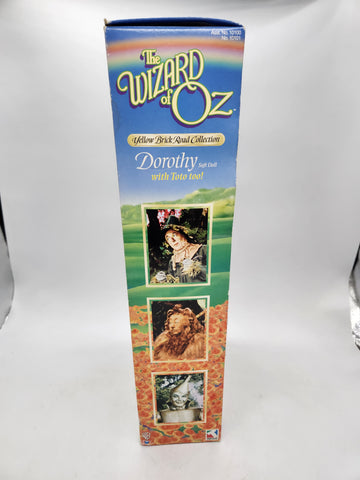 Asst. No. 10100
No. 10101
The
WIZARD
of OZ
Yellow Brick Road Collection
Dorothy Soft Doll
with Toto too!